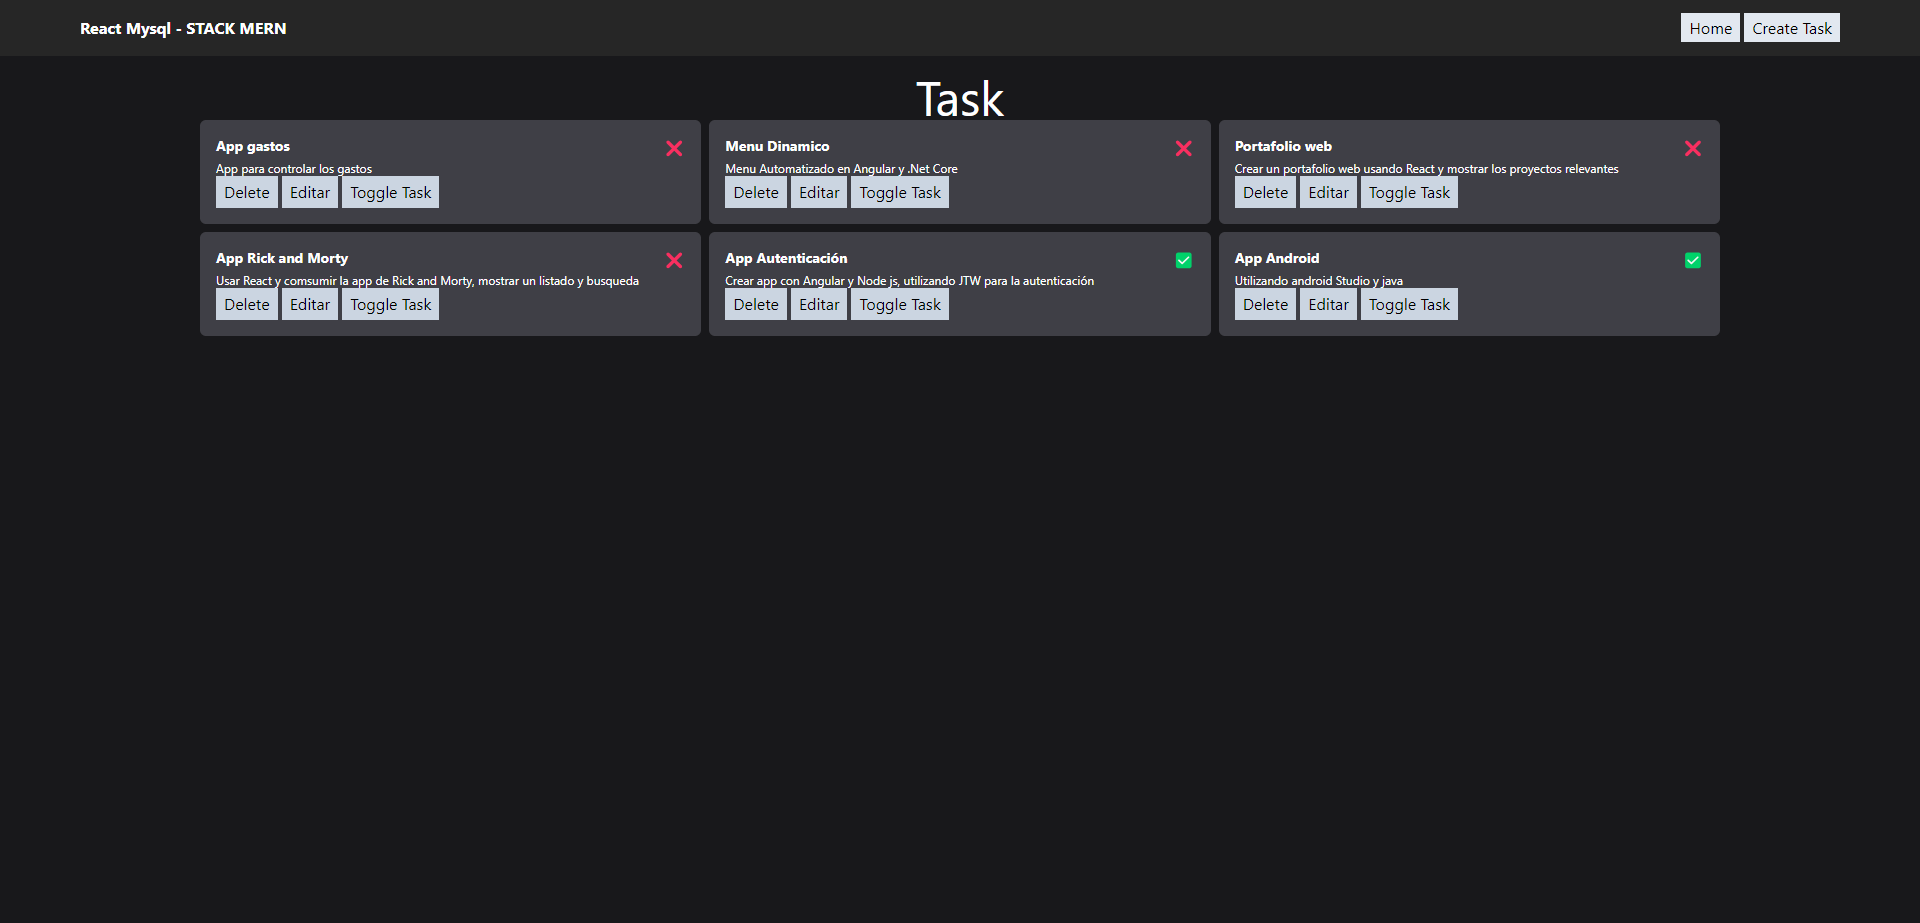 React Mysql - STACK MERN
Home Create Task
Task
App gastos
App para controlar los gastos
Delete Editar Toggle Task
Menu Dinamico
Menu Automatizado en Angular y .Net Core
Delete Editar Toggle Task
Portafolio web
Crear un portafolio web usando React y mostrar los proyectos relevantes
Delete Editar Toggle Task
App Rick and Morty
Usar React y comsumir la app de Rick and Morty, mostrar un listado y busqueda
Delete Editar Toggle Task
App Autenticación
Crear app con Angular y Node js, utilizando JTW para la autenticación
Delete Editar Toggle Task
App Android
Utilizando android Studio y java
Delete Editar Toggle Task